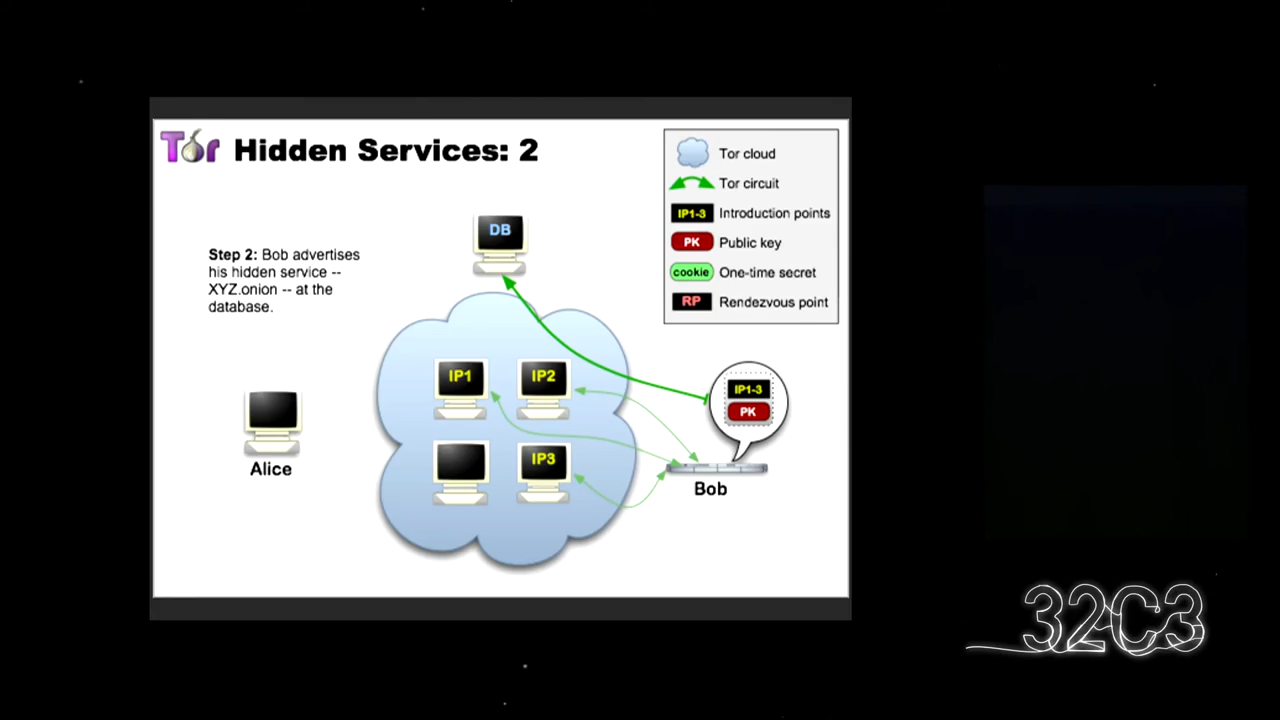 Tor Hidden Services: 2
Step 2: Bob advertises
his hidden service --
XYZ.onion -- at the
database.
Tor cloud
Tor circuit
IP1-3 Introduction points
PK Public key
cookie One-time secret
RP Rendezvous point
DB
IP1 IP2
IP3
IP1-3
PK
Alice
Bob
32C3